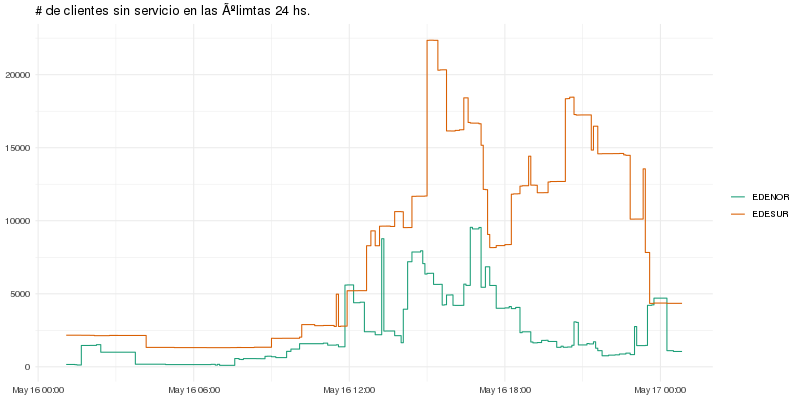 # de clientes sin servicio en las Ãºlimtas 24 hs.
20000
15000
10000
5000
0
May 16 00:00
May 16 06:00
May 16 12:00
May 16 18:00
May 17 00:00
EDENOR
EDESUR